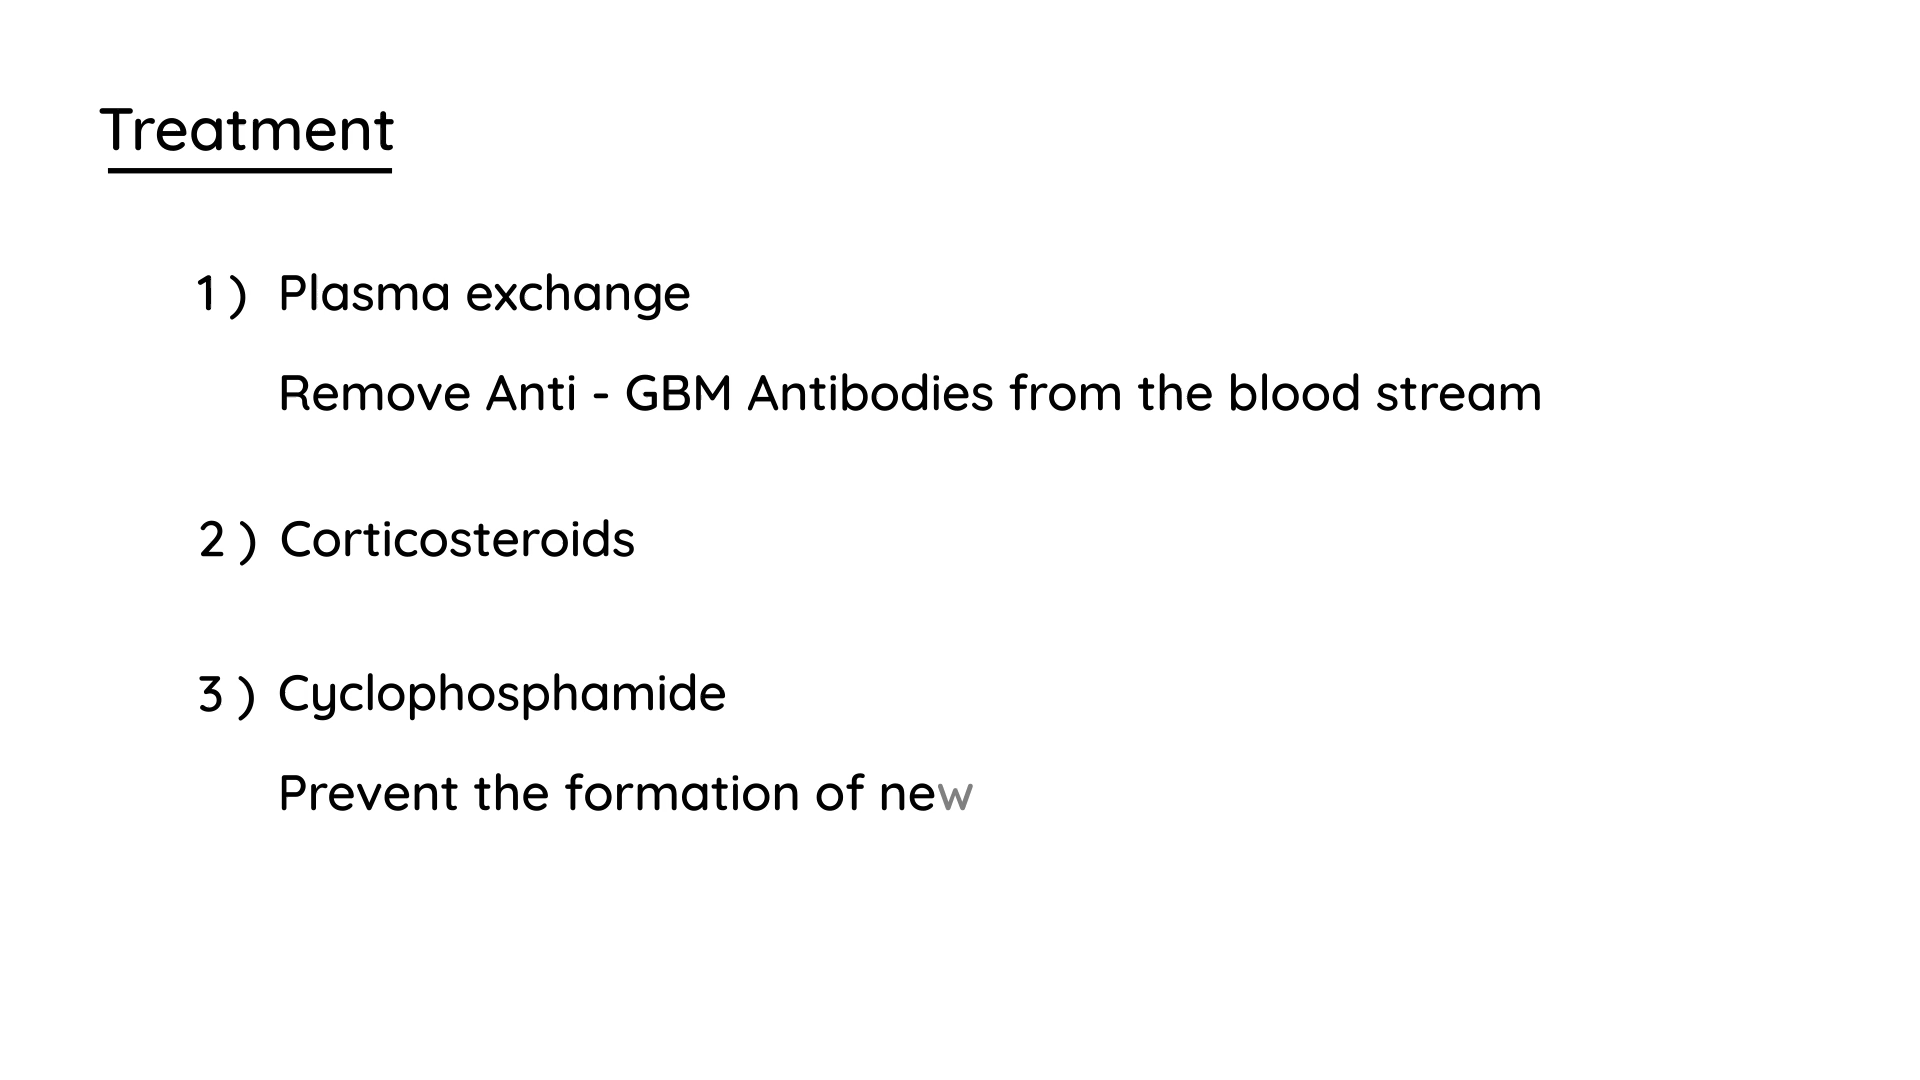 Treatment
1 ) Plasma exchange
Remove Anti - GBM Antibodies from the blood stream
2 ) Corticosteroids
3 ) Cyclophosphamide
Prevent the formation of new